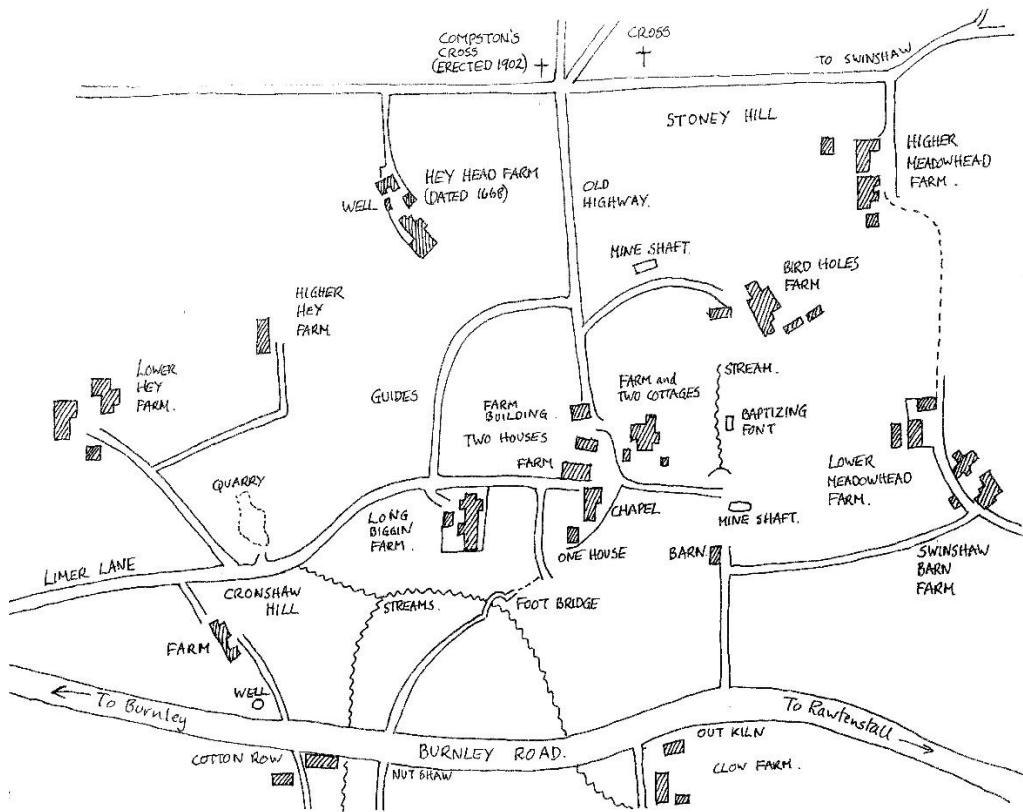 COMPSTON'S
CROSS
(ERECTED 1902)
CROSS
TO SWINSHAW
STONEY HILL
HIGHER
MEADOWHEAD
FARM.
HEY HEAD FARM
(DATED 1668)
WELL
OLD
HIGHWAY.
MINE SHAFT.
BIRD HOLES
FARM
HIGHER
HEY
FARM.
LOWER
HEY
FARM.
GUIDES
FARM
BUILDING.
TWO HOUSES
FARM
FARM AND
TWO COTTAGES
STREAM.
BAPTIZING
FONT
LOWER
MEADOWHEAD
FARM.
QUARRY
LONG
BIGGIN
FARM.
CHAPEL
MINE SHAFT.
ONE HOUSE
BARN.
SWINSHAW
BARN
FARM
LIMER LANE
CRONSHAW
HILL
STREAMS.
FOOT BRIDGE
FARM
WELL
To Burnley
BURNLEY ROAD.
To Rawtenstall
COTTON ROW
NUT SHAW
OUT KILN
CLOW FARM.